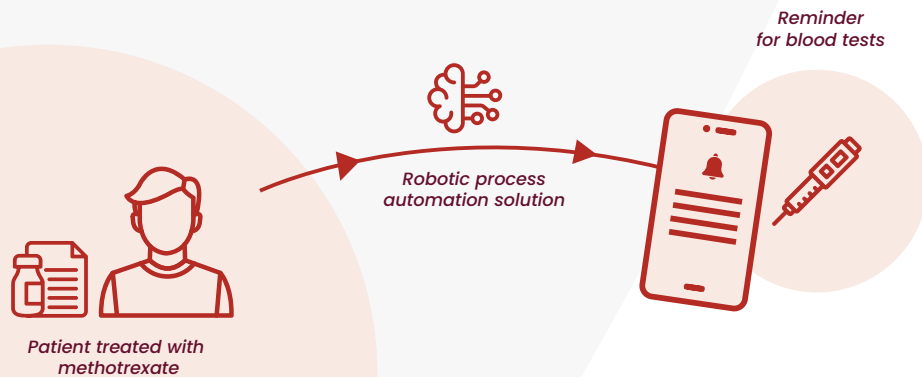 Reminder
for blood tests
Robotic process
automation solution
Patient treated with
methotrexate